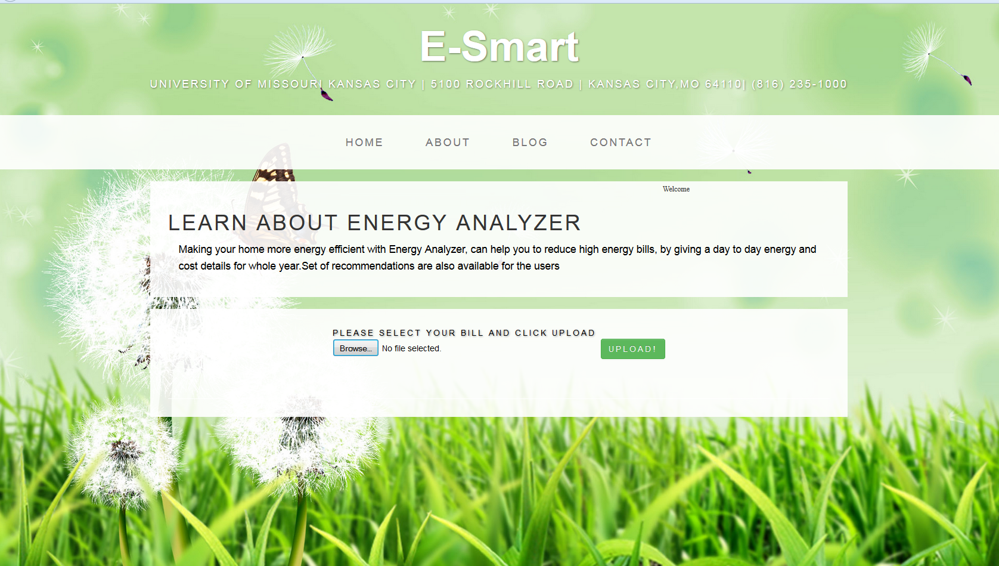 E-Smart
UNIVERSITY OF MISSOURI KANSAS CITY | 5100 ROCKHILL ROAD | KANSAS CITY,MO 64110| (816) 235-1000
HOME ABOUT BLOG CONTACT
Welcome
LEARN ABOUT ENERGY ANALYZER
Making your home more energy efficient with Energy Analyzer, can help you to reduce high energy bills, by giving a day to day energy and
cost details for whole year.Set of recommendations are also available for the users
PLEASE SELECT YOUR BILL AND CLICK UPLOAD
Browse... No file selected. UPLOAD!